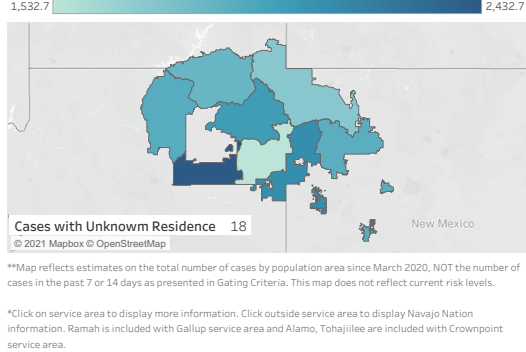 1,532.7 2,432.7
New Mexico
Cases with Unknowm Residence 18
© 2021 Mapbox © OpenStreetMap
**Map reflects estimates on the total number of cases by population area since March 2020, NOT the number of
cases in the past 7 or 14 days as presented in Gating Criteria. This map does not reflect current risk levels.
*Click on service area to display more information. Click outside service area to display Navajo Nation
information. Ramah is included with Gallup service area and Alamo, Tohajiilee are included with Crownpoint
service area.